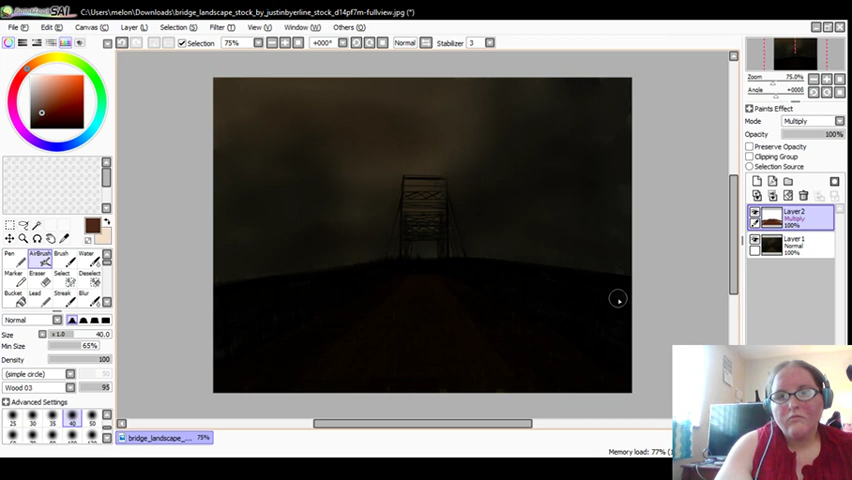 PaintTool SAI C:\Users\melon\Downloads\bridge_landscape_stock_by_justinbyerline_stock_d14pf7m-fullview.jpg (*)
File (F) Edit (E) Canvas (C) Layer (L) Selection (S) Filter (T) View (V) Window (W) Others (O)
Selection 75% +000° Normal Stabilizer 3
Zoom 75.0%
Angle +000δ
Paints Effect
Mode Multiply
Opacity 100%
Preserve Opacity
Clipping Group
Selection Source
Layer2
Multiply
100%
Layer1
Normal
100%
Pen AirBrush Brush Water
Marker Eraser Select Deselect
Bucket Lead Streak Blur
Normal
Size x 1.0 40.0
Min Size 65%
Density 100
(simple circle) 50
Wood 03 95
Advanced Settings
25 30 35 40 50
bridge_landscape_... 75%
Memory load: 77% (